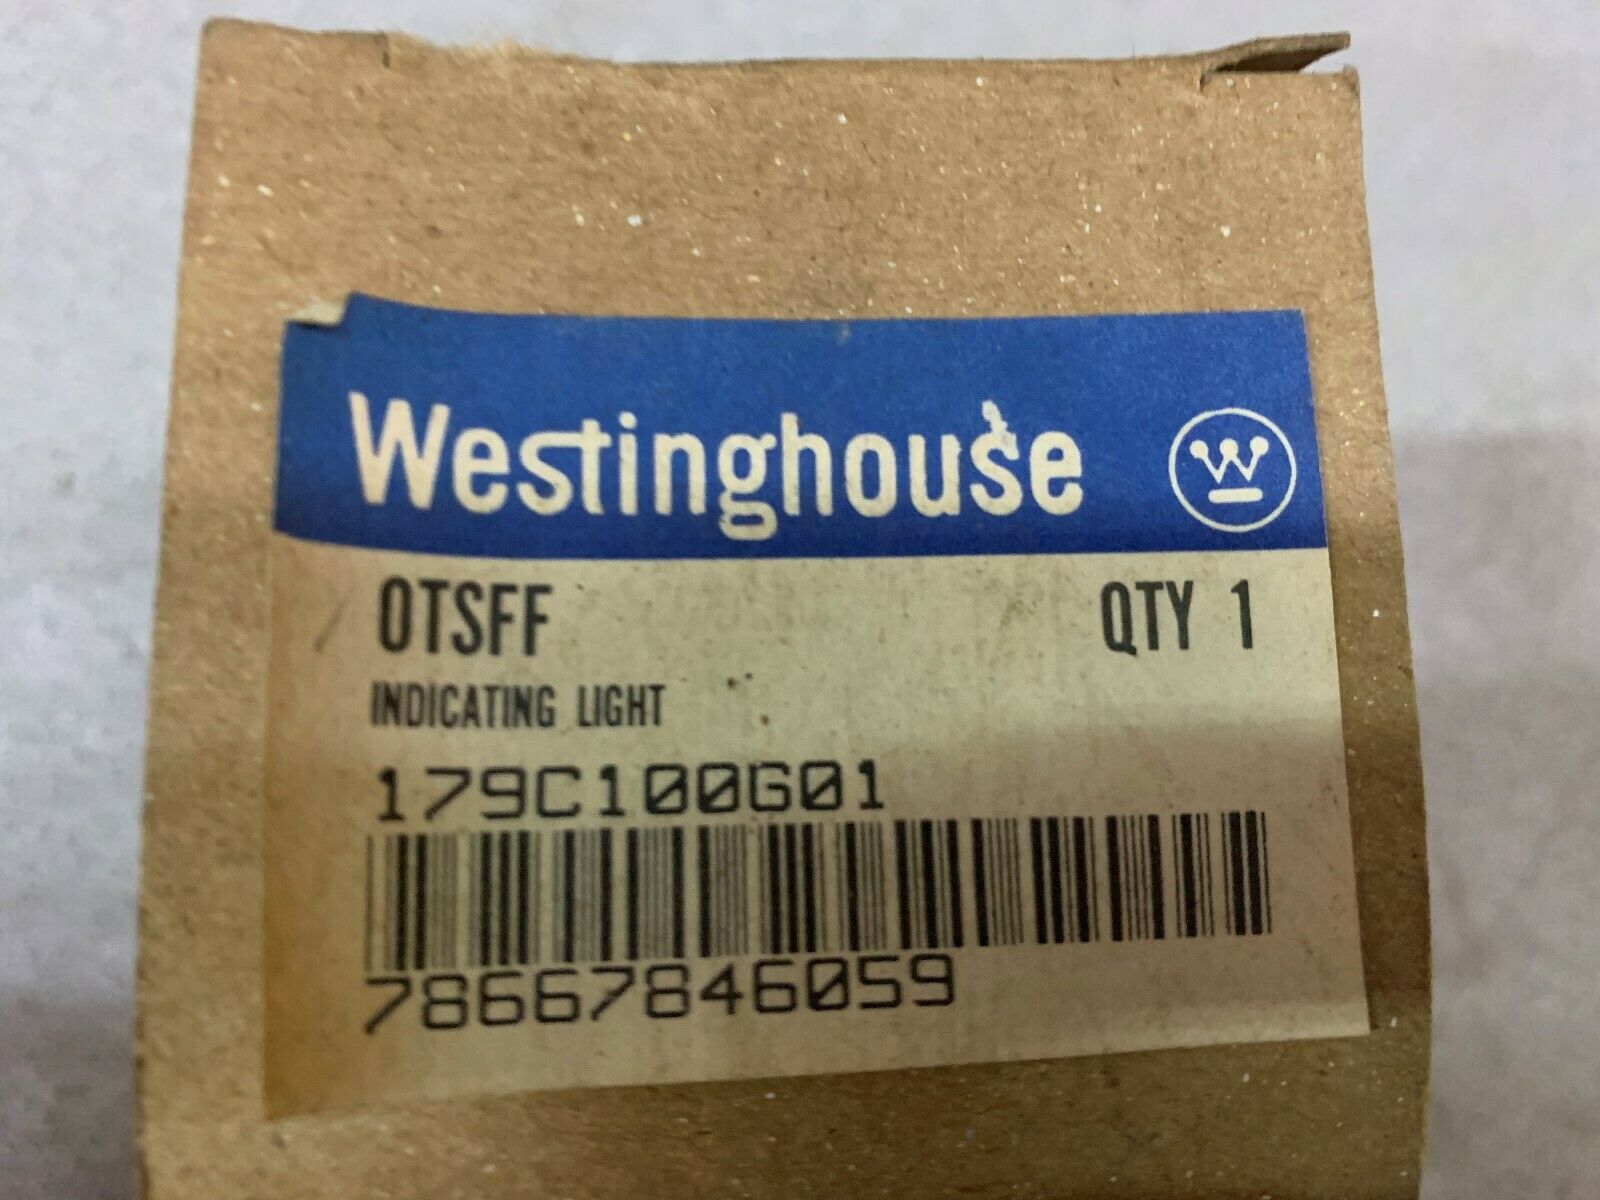 Westinghouse W
OTSFF QTY 1
INDICATING LIGHT
179C100G01
78667846059